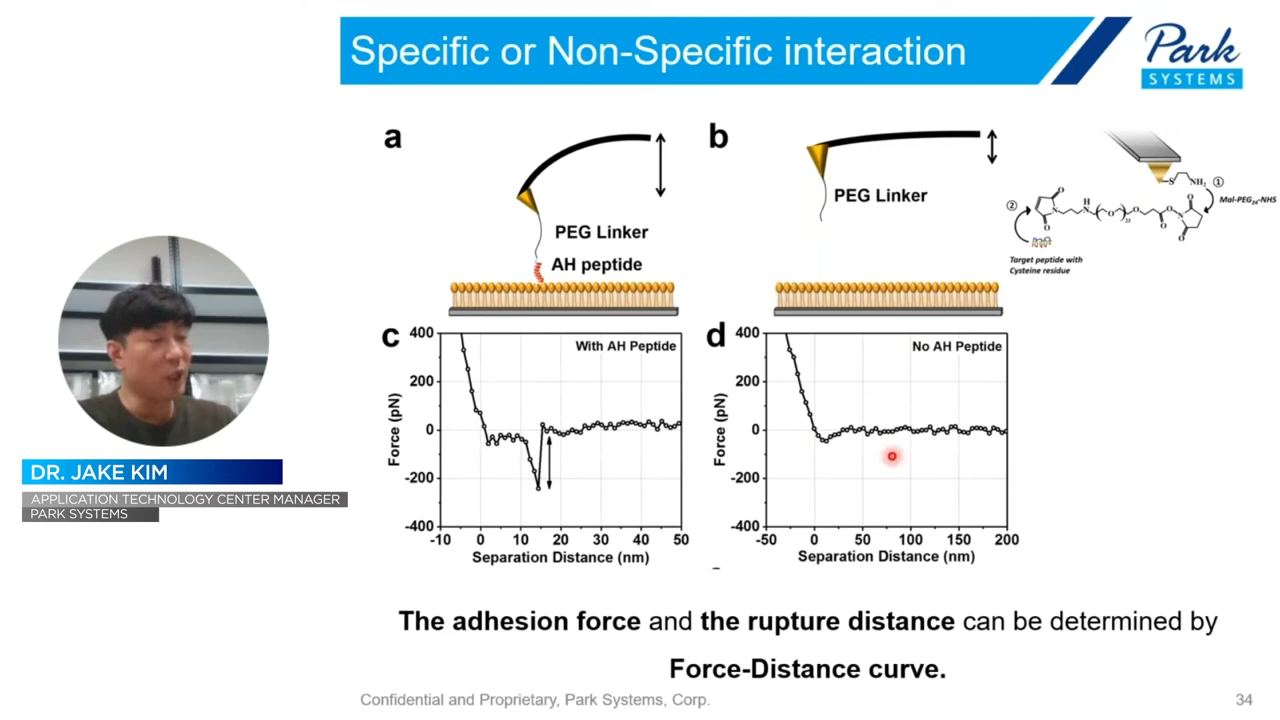 Specific or Non-Specific interaction
Park
SYSTEMS
a
PEG Linker
AH peptide
b
PEG Linker
S
NH2
①
Mal-PEG24-NHS
②
O
N
O
H
N
O
23
O
O
O
O
N
O
Target peptide with
Cysteine residue
c
With AH Peptide
400
200
0
-200
-400
Force (pN)
-10 0 10 20 30 40 50
Separation Distance (nm)
d
No AH Peptide
400
200
0
-200
-400
Force (pN)
-50 0 50 100 150 200
Separation Distance (nm)
DR. JAKE KIM
APPLICATION TECHNOLOGY CENTER MANAGER
PARK SYSTEMS
The adhesion force and the rupture distance can be determined by
Force-Distance curve.
Confidential and Proprietary, Park Systems, Corp.
34